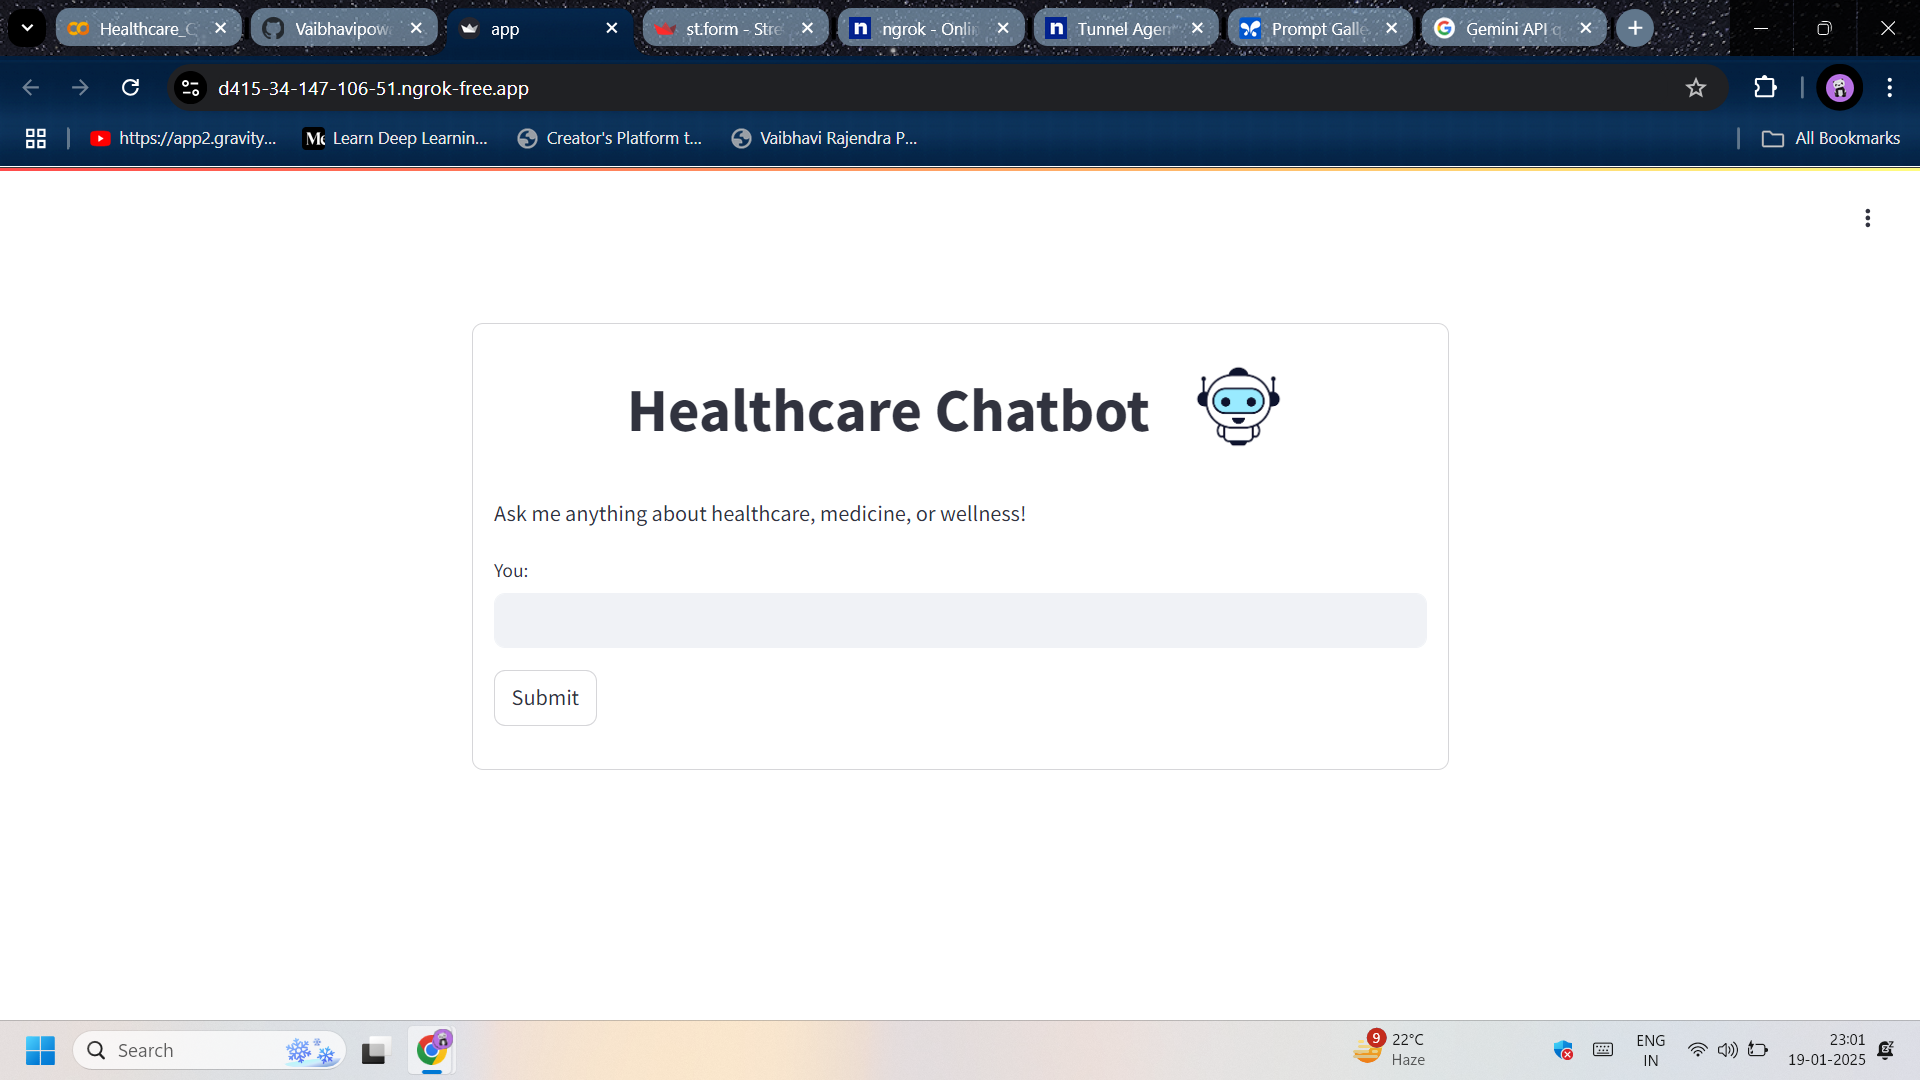 Healthcare_C
Vaibhavipow
app
st.form - Stre
ngrok - Onli
Tunnel Agen
Prompt Galle
Gemini API q
d415-34-147-106-51.ngrok-free.app
https://app2.gravity...
Learn Deep Learnin...
Creator's Platform t...
Vaibhavi Rajendra P...
All Bookmarks
Healthcare Chatbot
Ask me anything about healthcare, medicine, or wellness!
You:
Submit
Search
9
22°C
Haze
ENG
IN
23:01
19-01-2025